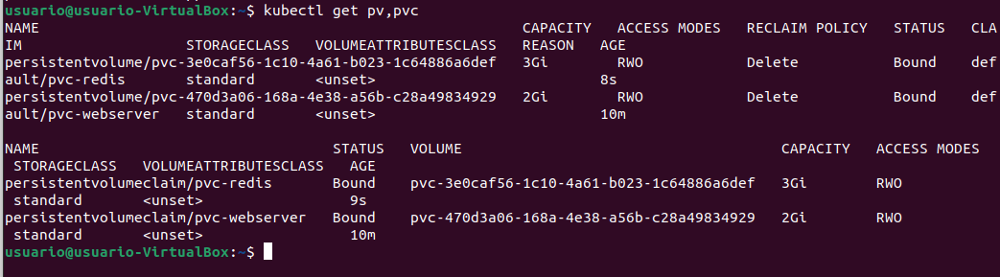 usuario@usuario-VirtualBox:~$ kubectl get pv,pvc
NAME                                                        CAPACITY   ACCESS MODES   RECLAIM POLICY   STATUS   CLA
IM               STORAGECLASS   VOLUMEATTRIBUTESCLASS   REASON   AGE
persistentvolume/pvc-3e0caf56-1c10-4a61-b023-1c64886a6def   3Gi        RWO            Delete           Bound    def
ault/pvc-redis       standard       <unset>                          8s
persistentvolume/pvc-470d3a06-168a-4e38-a56b-c28a49834929   2Gi        RWO            Delete           Bound    def
ault/pvc-webserver   standard       <unset>                          10m

NAME                                  STATUS   VOLUME                                     CAPACITY   ACCESS MODES
 STORAGECLASS   VOLUMEATTRIBUTESCLASS   AGE
persistentvolumeclaim/pvc-redis       Bound    pvc-3e0caf56-1c10-4a61-b023-1c64886a6def   3Gi        RWO
 standard       <unset>                 9s
persistentvolumeclaim/pvc-webserver   Bound    pvc-470d3a06-168a-4e38-a56b-c28a49834929   2Gi        RWO
 standard       <unset>                 10m
usuario@usuario-VirtualBox:~$